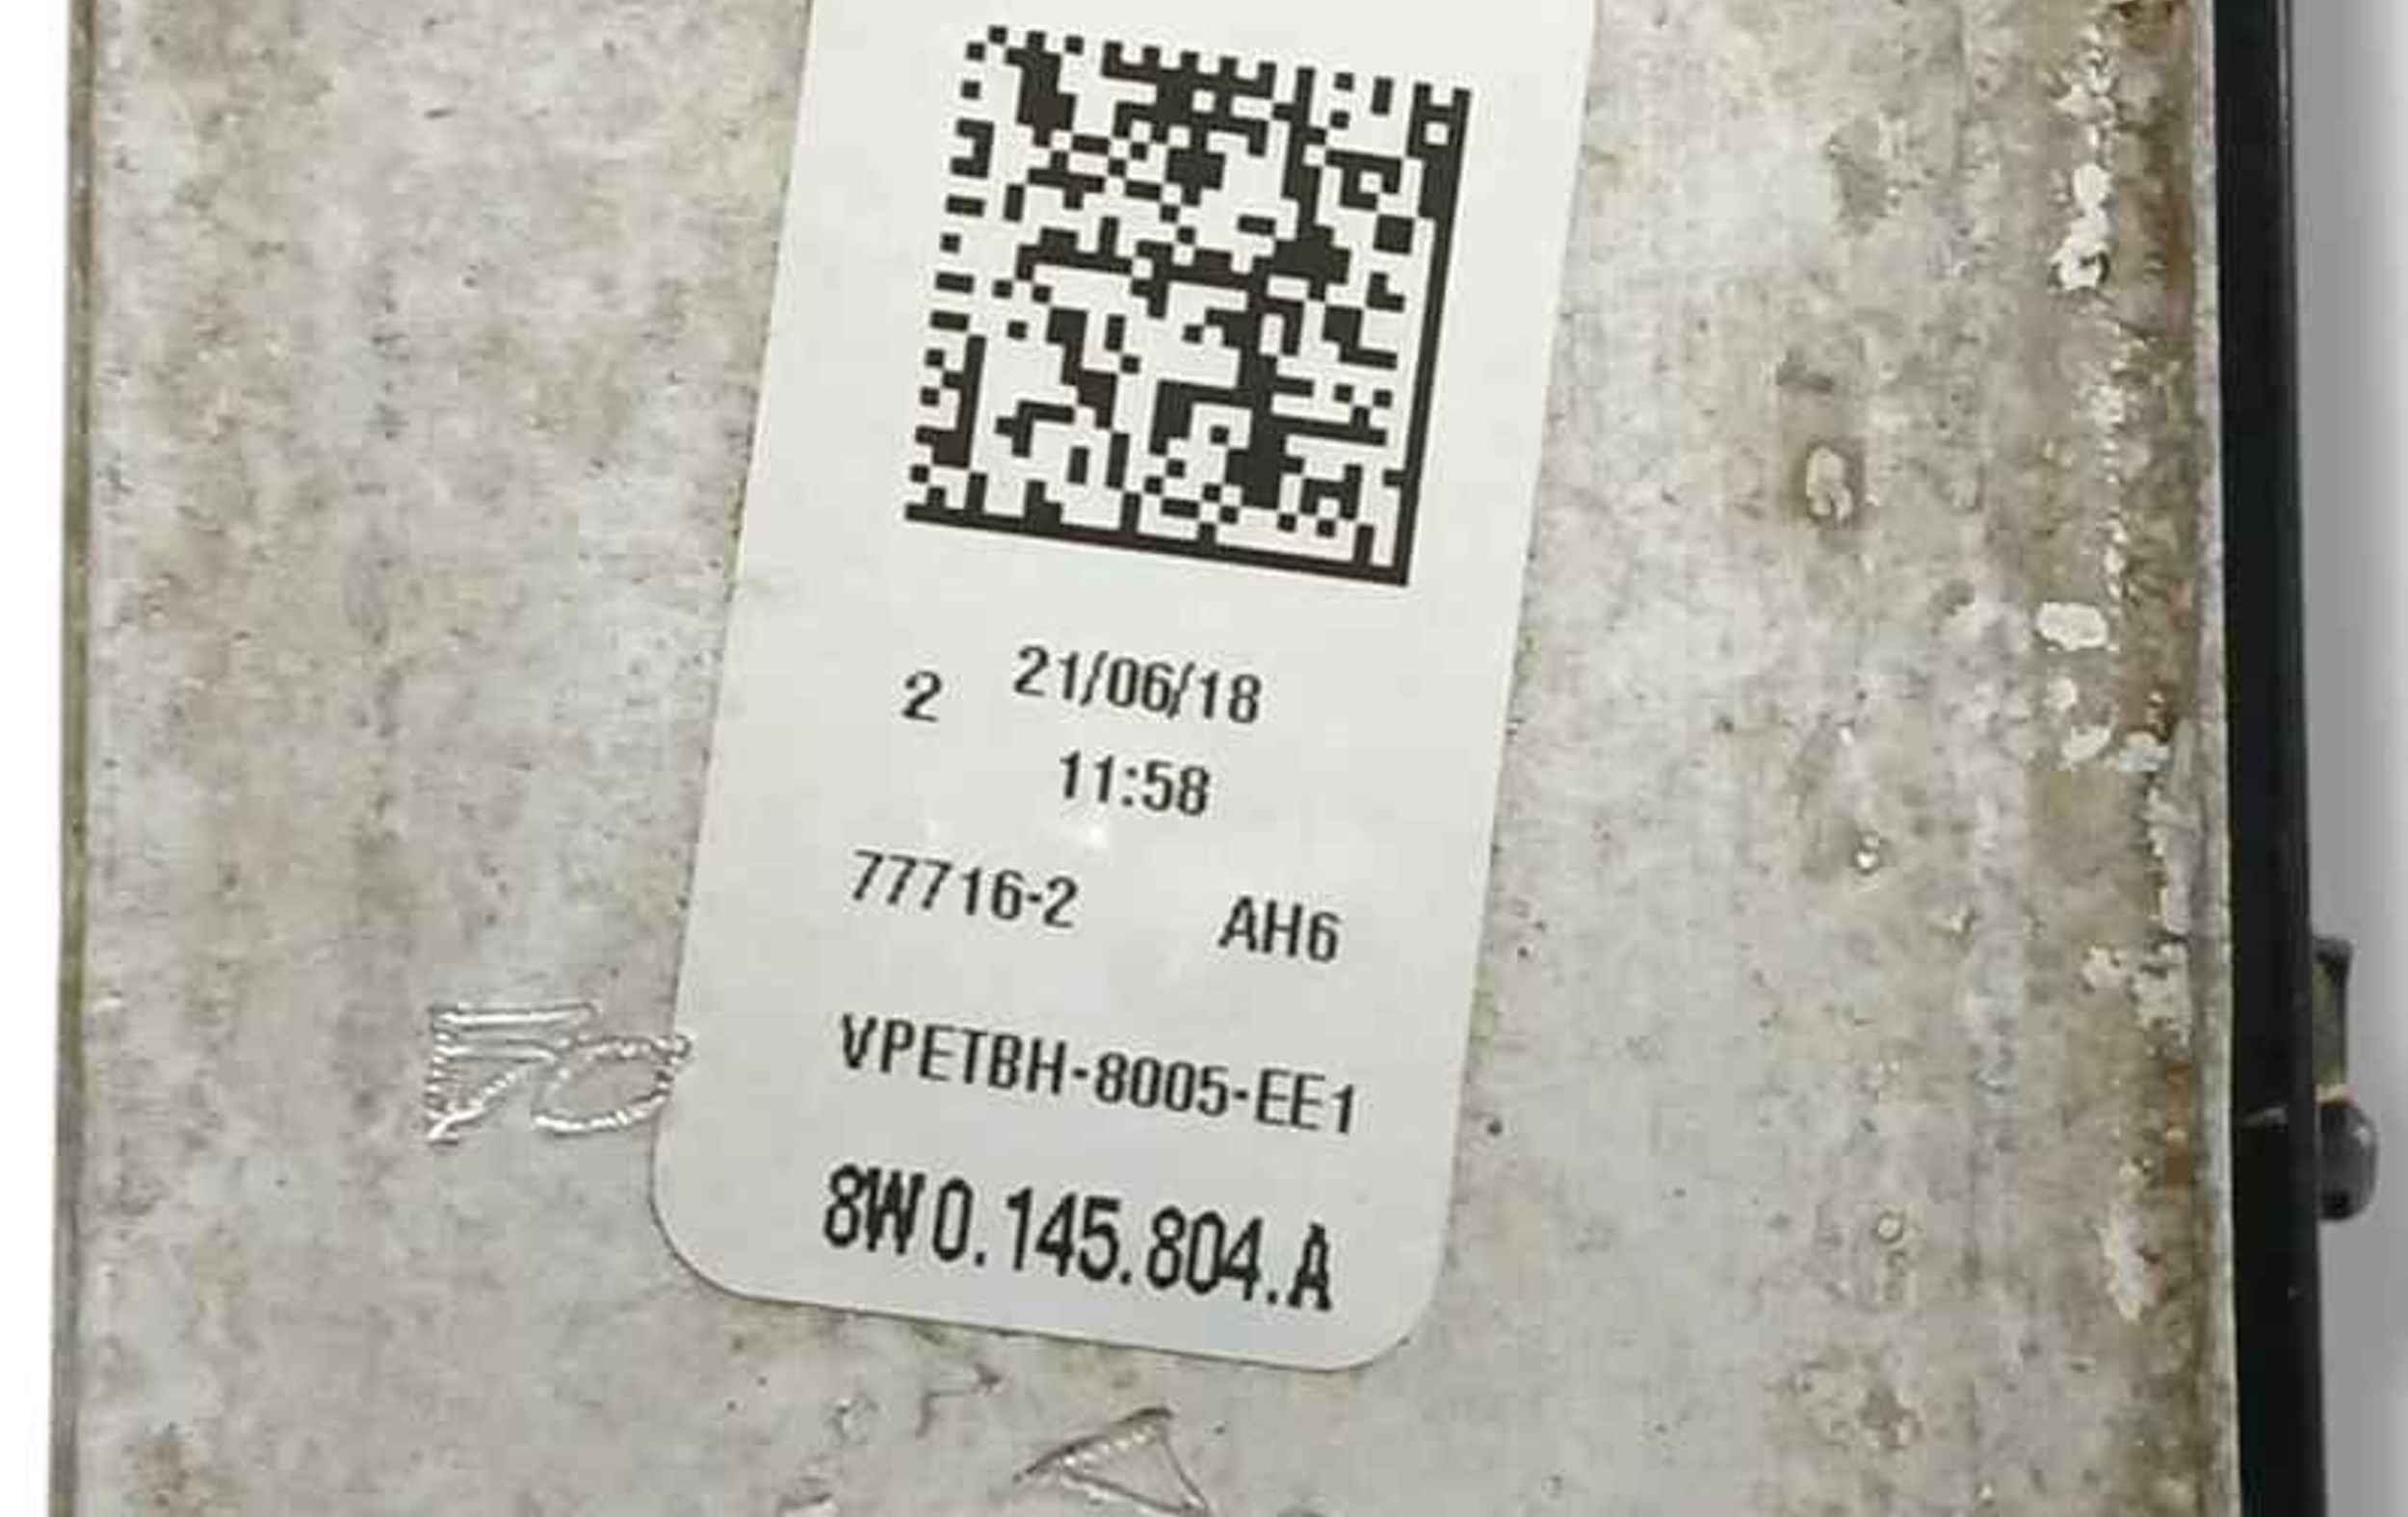 2 21/06/18
11:58
77716-2 AH6
VPETBH-8005-EE1
8W0.145.804.A